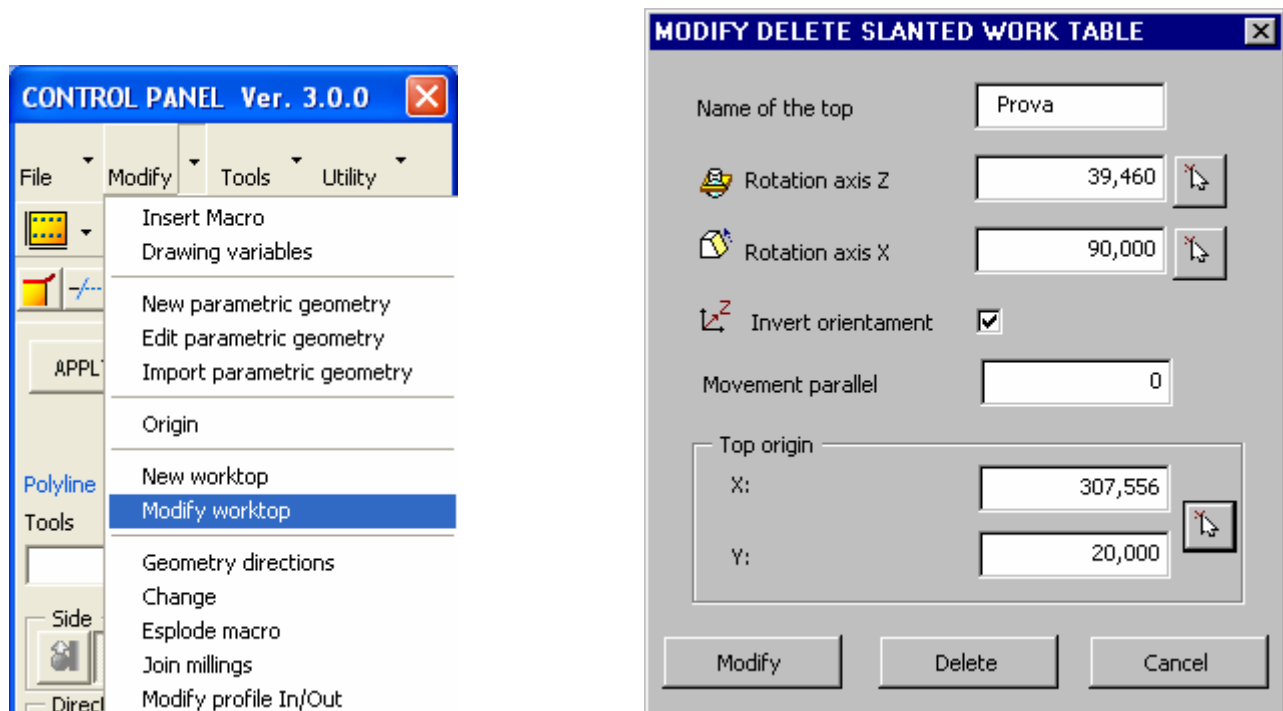 CONTROL PANEL Ver. 3.0.0
File Modify Tools Utility
Insert Macro
Drawing variables
New parametric geometry
Edit parametric geometry
APPL
Import parametric geometry
Origin
New worktop
Polyline
Modify worktop
Tools
Geometry directions
Change
Side
Esplode macro
Join millings
Modify profile In/Out
Direct
MODIFY DELETE SLANTED WORK TABLE
Name of the top Prova
Rotation axis Z 39,460
Rotation axis X 90,000
Z Invert orientament
Movement parallel 0
Top origin
X: 307,556
Y: 20,000
Modify Delete Cancel